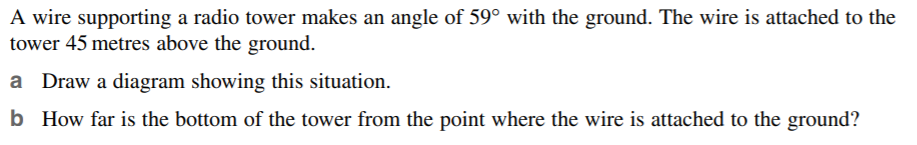 A wire supporting a radio tower makes an angle of 59° with the ground. The wire is attached to the
tower 45 metres above the ground.
a Draw a diagram showing this situation.
b How far is the bottom of the tower from the point where the wire is attached to the ground?